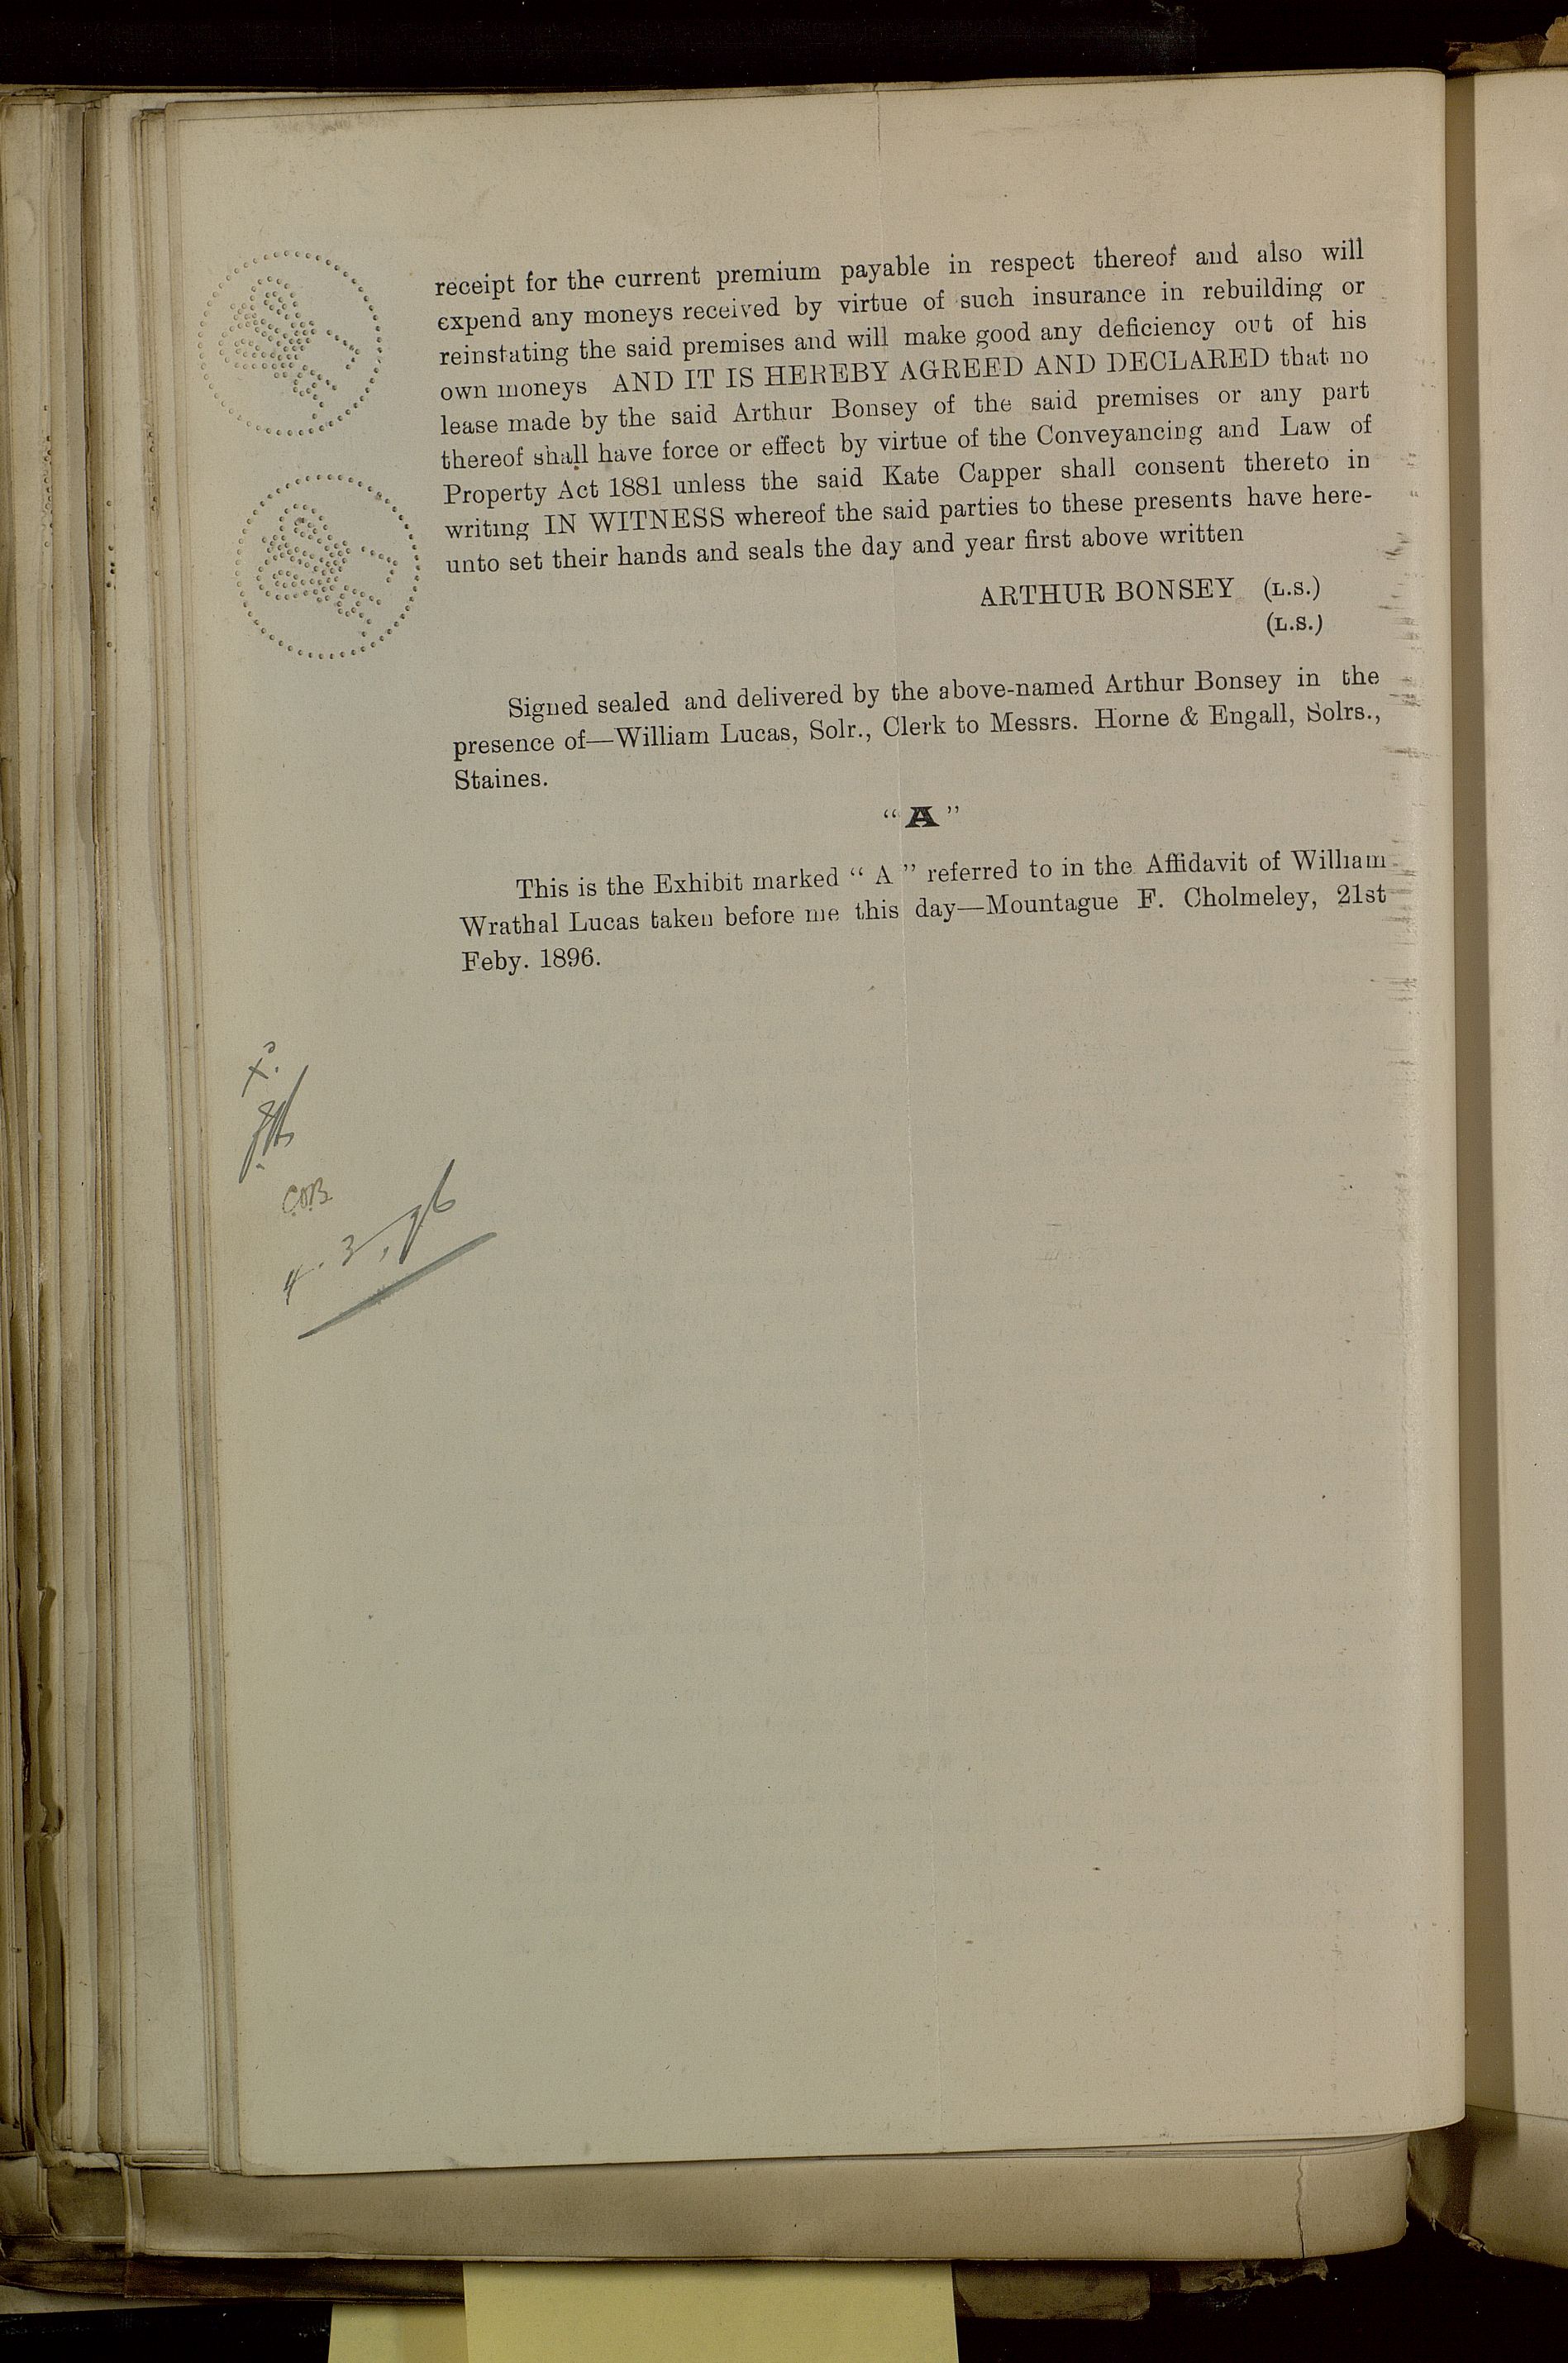 receipt for the current premium payable in respect thereof and also will
expend any moneys received by virtue of such insurance in rebuilding or
reinstating the said premises and will make good any deficiency out of his
own moneys AND IT IS HEREBY AGREED AND DECLARED that no
lease made by the said Arthur Bonsey of the said premises or any part
thereof shall have force or effect by virtue of the Conveyancing and Law of
Property Act 1881 unless the said Kate Capper shall consent thereto in
writing IN WITNESS whereof the said parties to these presents have here-
unto set their hands and seals the day and year first above written
ARTHUR BONSEY (L.S.)
(L.S.)
Signed sealed and delivered by the above-named Arthur Bonsey in the
presence of—William Lucas, Solr., Clerk to Messrs. Horne & Engall, Solrs.,
Staines.
“A”
This is the Exhibit marked “A” referred to in the Affidavit of William
Wrathal Lucas taken before me this day—Mountague F. Cholmeley, 21st
Feby. 1896.
4.3.96